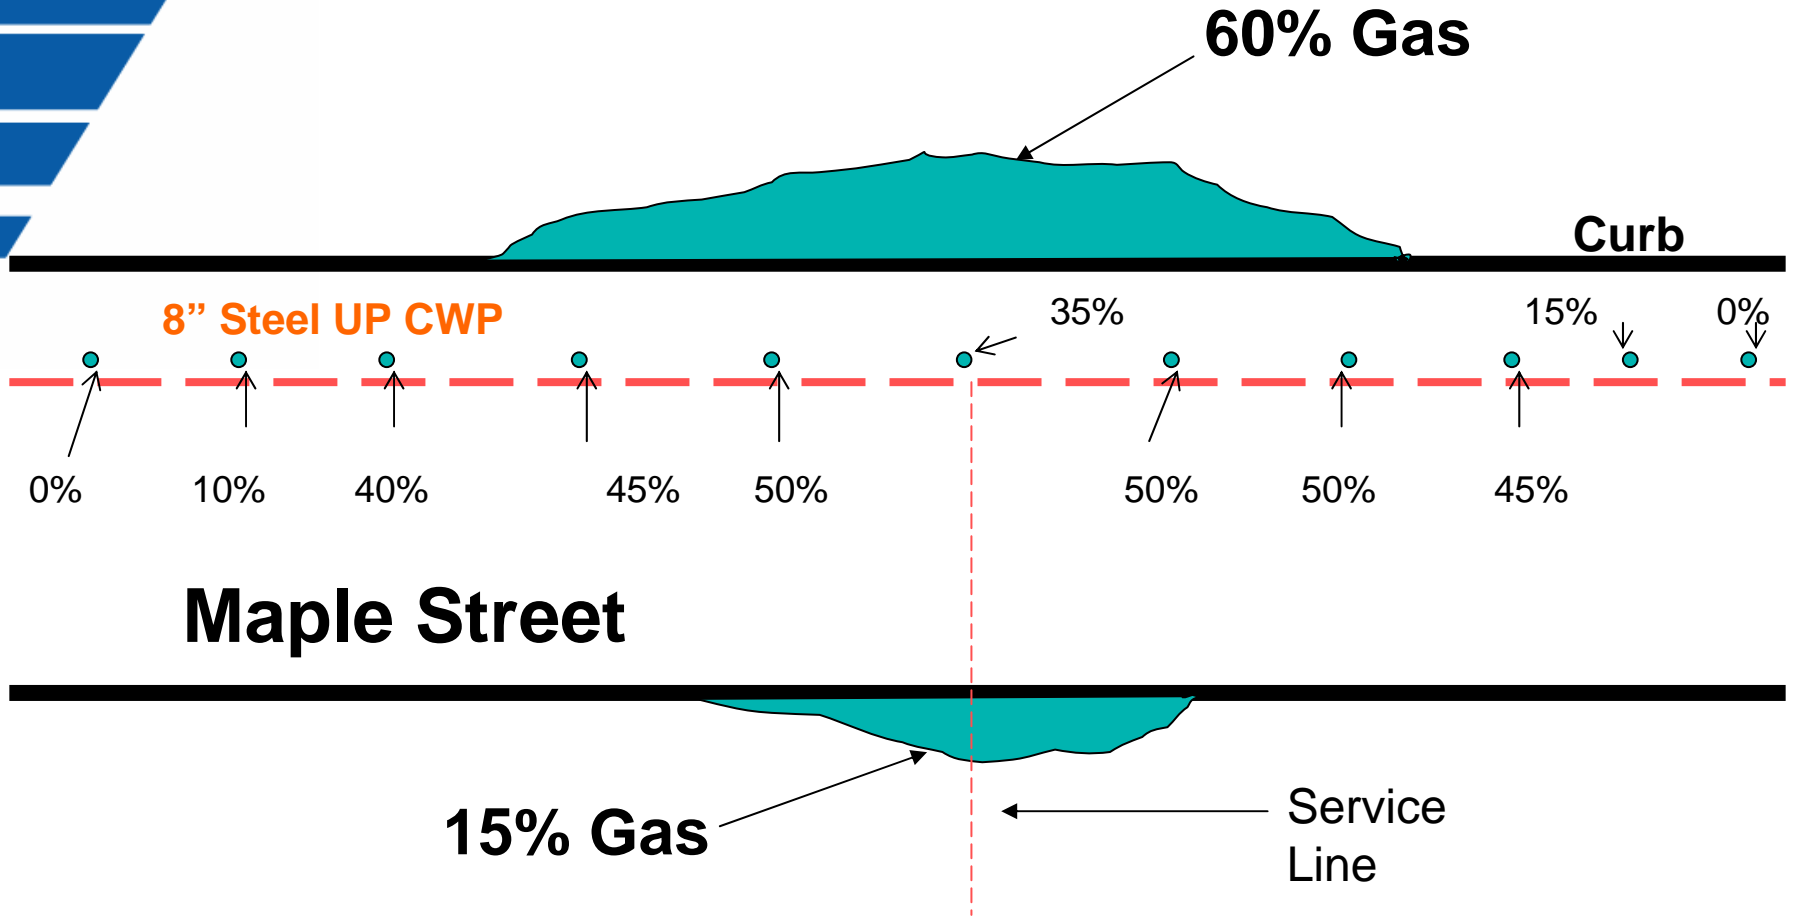 60% Gas
Curb
8” Steel UP CWP
35%
15%
0%
0%
10%
40%
45%
50%
50%
50%
45%
Maple Street
15% Gas
Service
Line